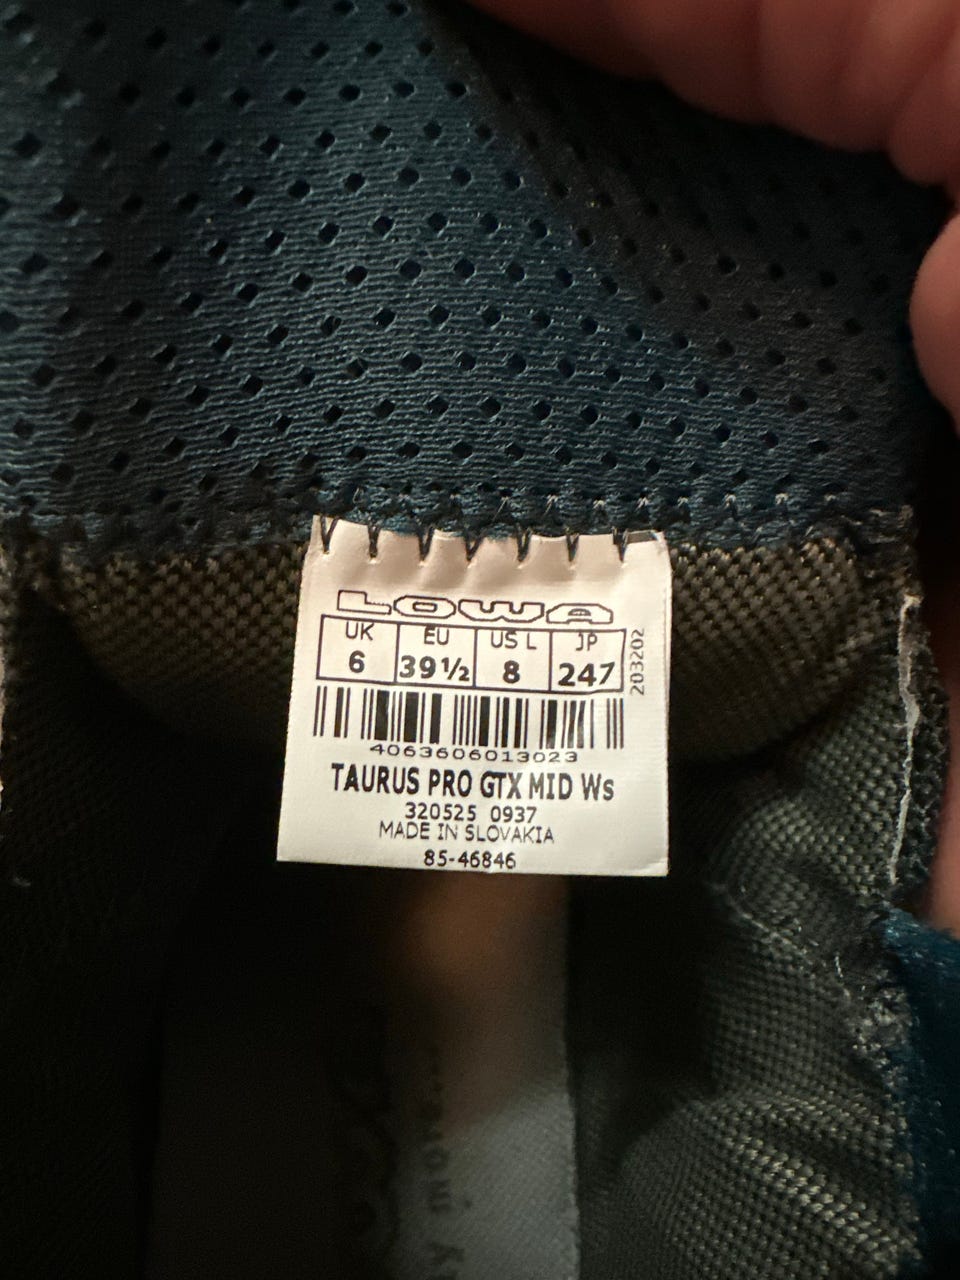 LOWA
UK EU US L JP
6 39½ 8 247
203202
4063606013023
TAURUS PRO GTX MID Ws
320525 0937
MADE IN SLOVAKIA
85-46846